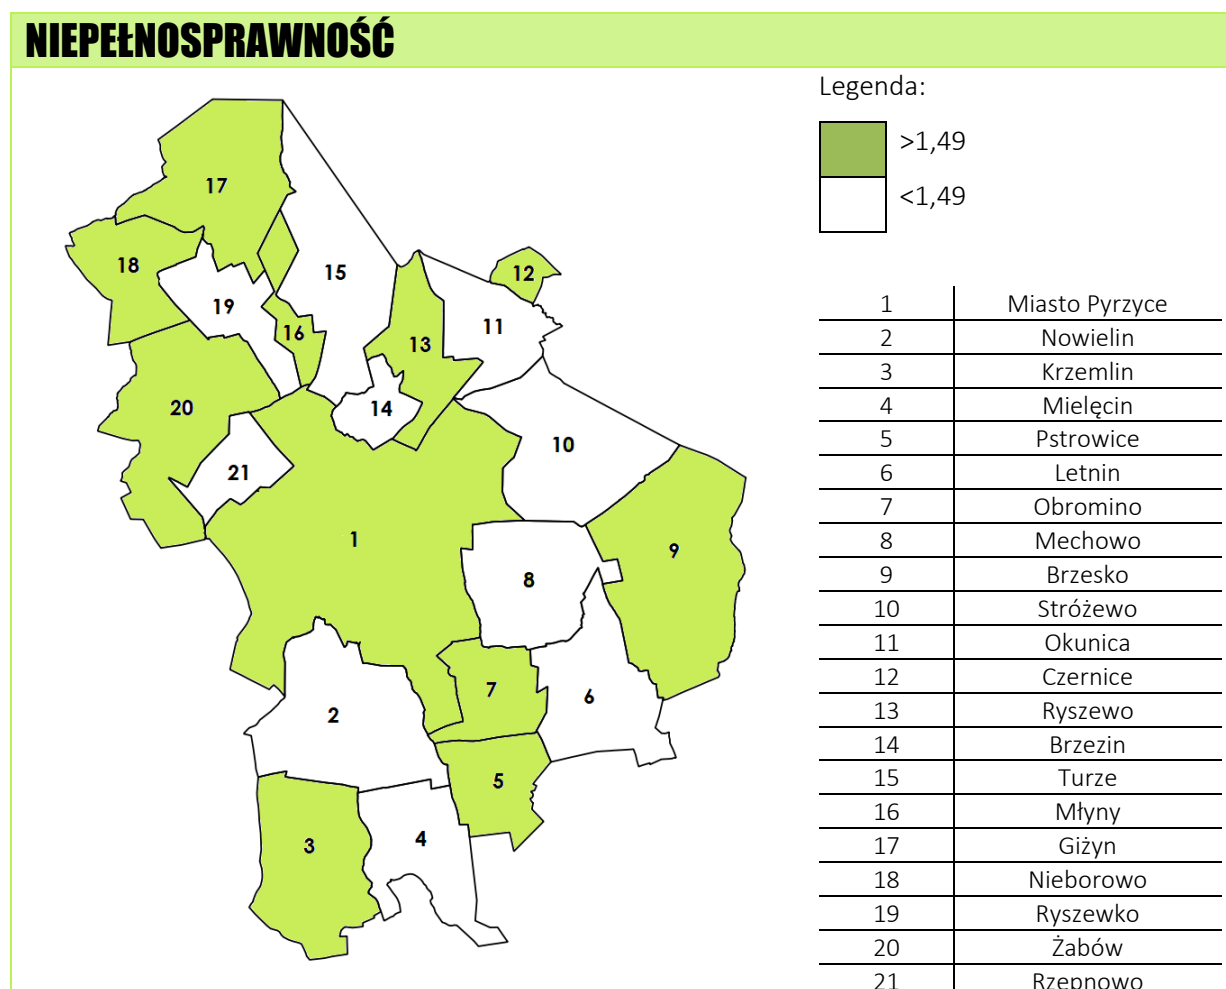 NIEPEŁNOSPRAWNOŚĆ
Legenda:
>1,49
<1,49
17
18
19
15
12
16
13
11
14
20
21
10
1
9
8
7
6
2
5
3
4
1 Miasto Pyrzyce
2 Nowielin
3 Krzemlin
4 Mielęcin
5 Pstrowice
6 Letnin
7 Obromino
8 Mechowo
9 Brzesko
10 Stróżewo
11 Okunica
12 Czernice
13 Ryszewo
14 Brzezin
15 Turze
16 Młyny
17 Giżyn
18 Nieborowo
19 Ryszewko
20 Żabów
21 Rzepnowo